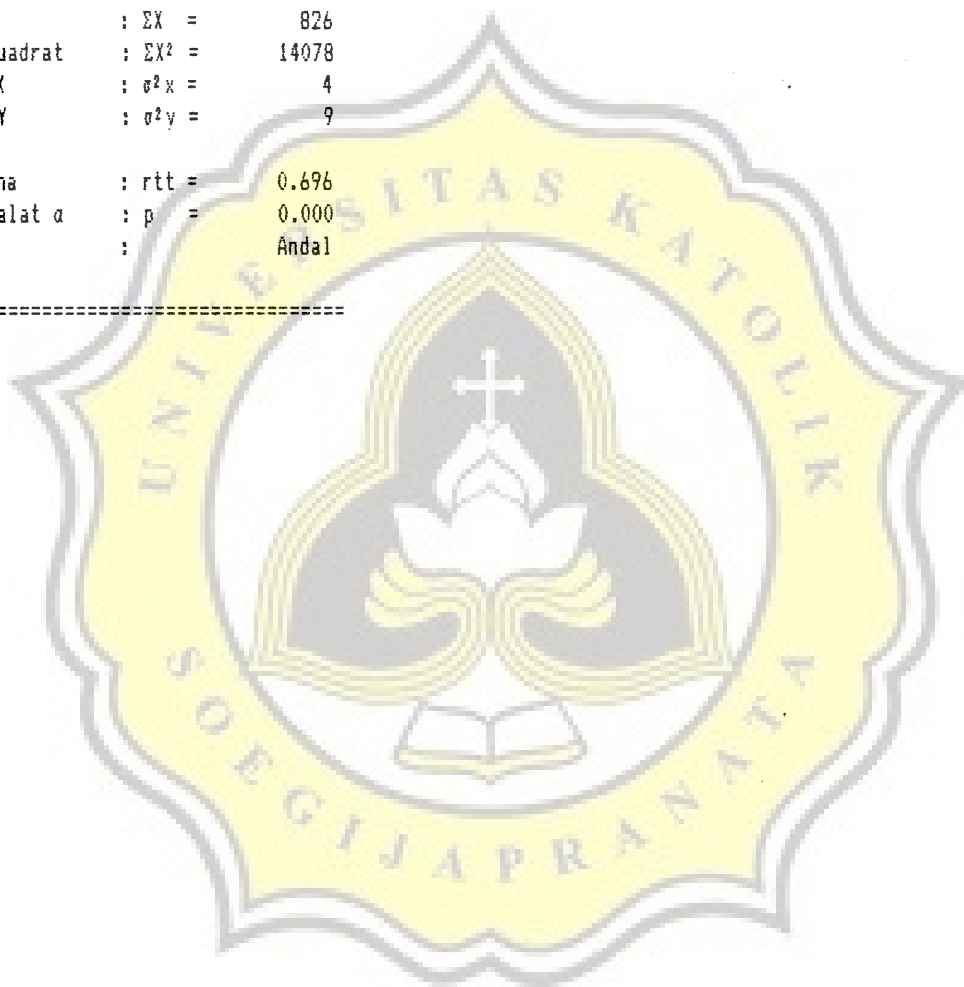 : ΣX = 826
uadrat : ΣX² = 14078
X : σ²x = 4
Y : σ²y = 9
ha : rtt = 0.696
alat α : p = 0.000
: Andal
==============================
UNIVERSITAS KATOLIK
SOEGIJAPRANATA